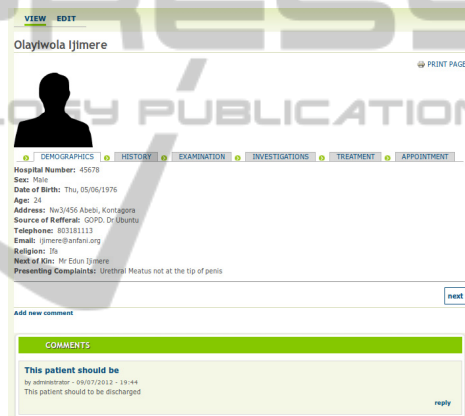 VIEW EDIT
Olayiwola Ijimere
PRINT PAGE
PRESS
LOGY PUBLICATION
DEMOGRAPHICS HISTORY EXAMINATION INVESTIGATIONS TREATMENT APPOINTMENT
Hospital Number: 45678
Sex: Male
Date of Birth: Thu, 05/06/1976
Age: 24
Address: Nw3/456 Abebi, Kontagora
Source of Refferal: GOPD. Dr Ubuntu
Telephone: 803181113
Email: ijimere@anfani.org
Religion: Ifa
Next of Kin: Mr Edun Ijimere
Presenting Complaints: Urethral Meatus not at the tip of penis
next
Add new comment
COMMENTS
This patient should be
by administrator - 09/07/2012 - 19:44
This patient should to be discharged
reply